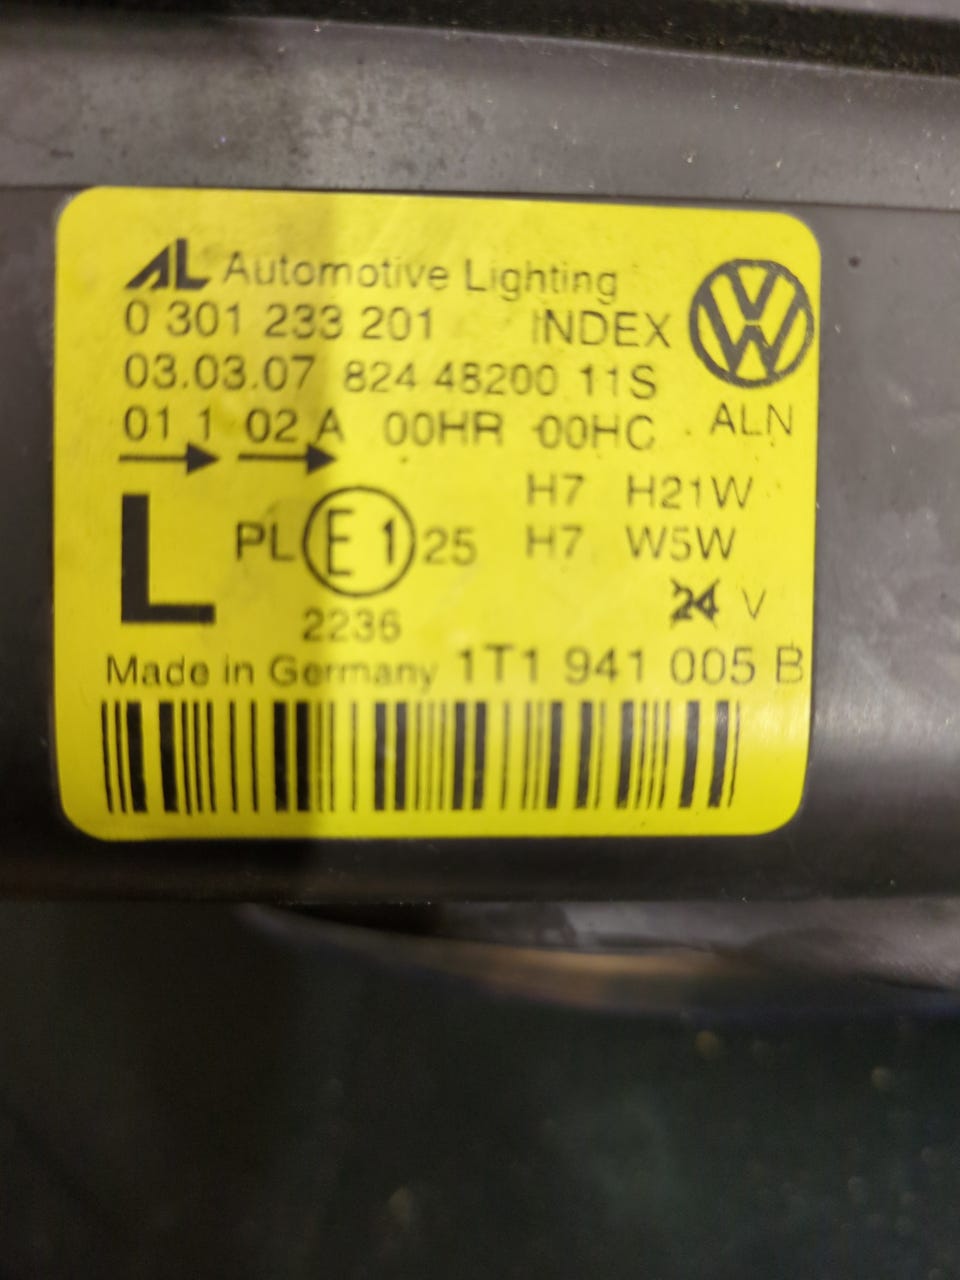 AL Automotive Lighting
0 301 233 201 INDEX
03.03.07 824 48200 11S
01 1 02 A 00HR 00HC ALN
H7 H21W
L PL E1 25 H7 W5W
24 V
2236
Made in Germany 1T1 941 005 B